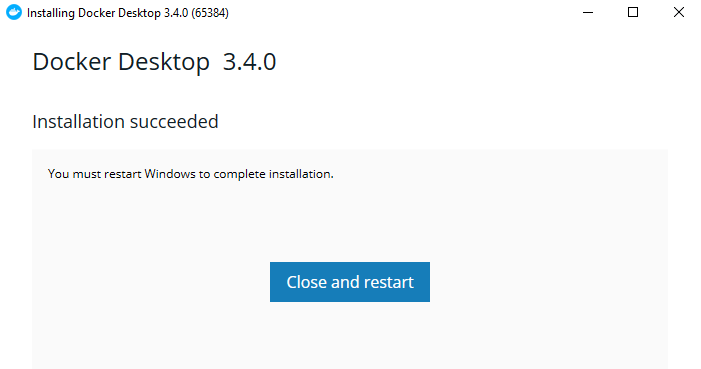 Installing Docker Desktop 3.4.0 (65384)
Docker Desktop 3.4.0
Installation succeeded
You must restart Windows to complete installation.
Close and restart